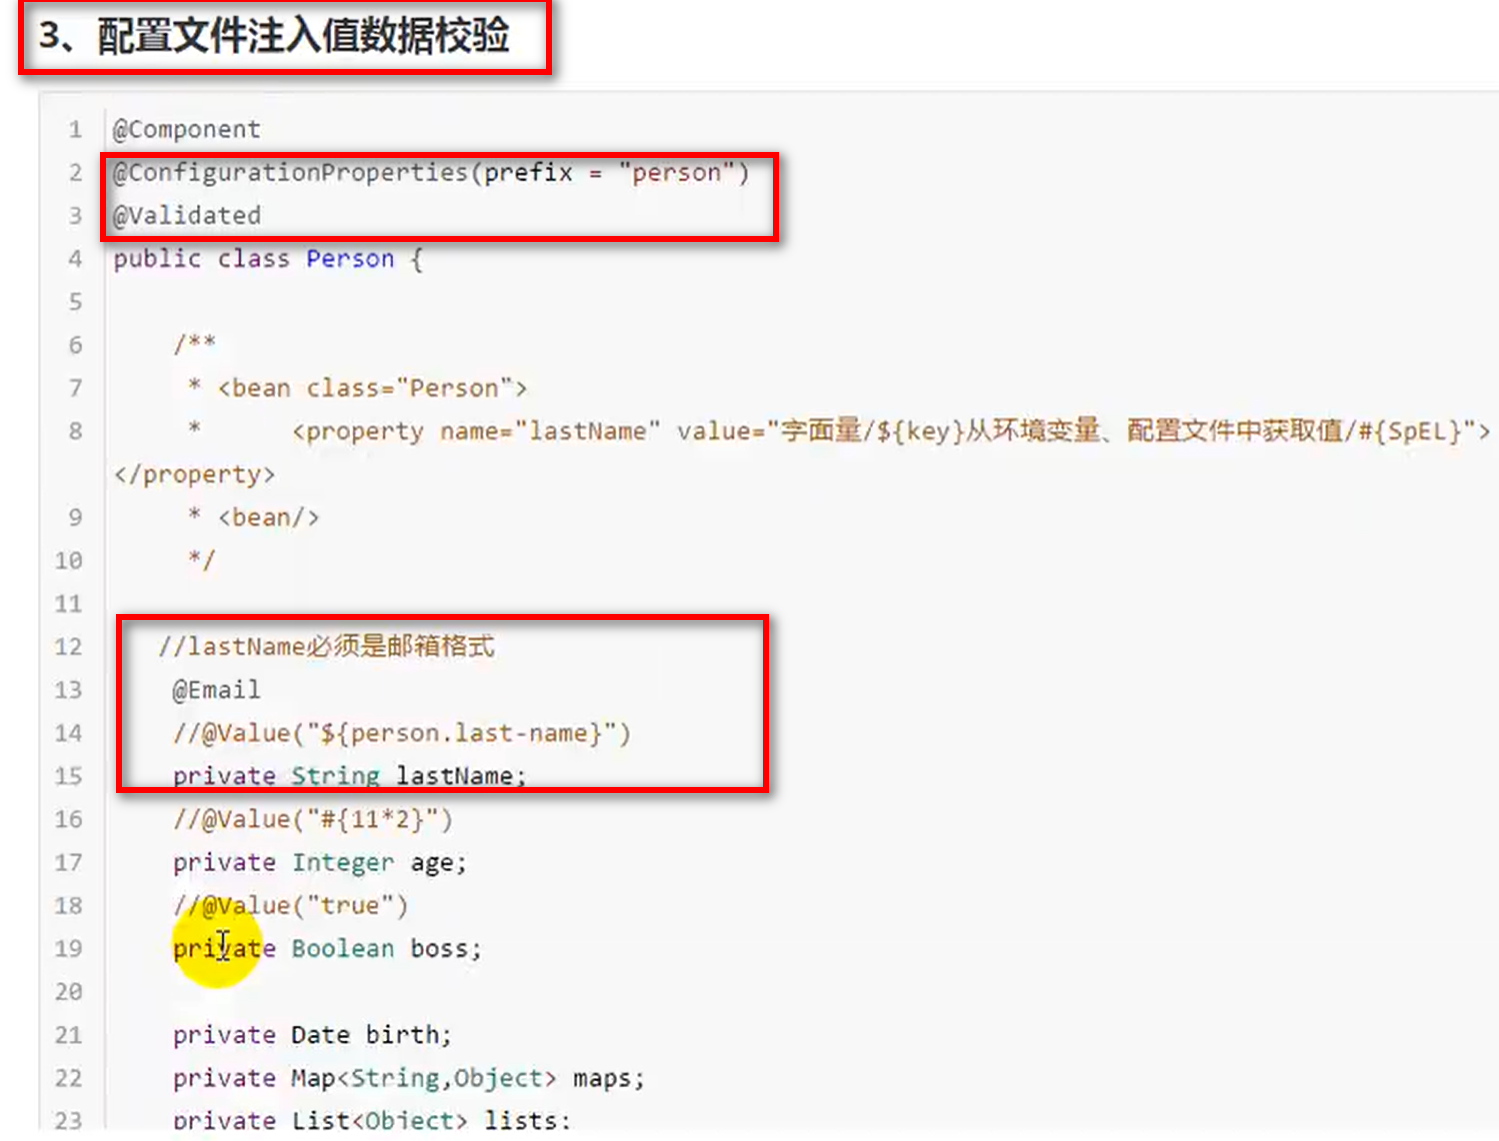 3、配置文件注入值数据校验
1 @Component
2 @ConfigurationProperties(prefix = "person")
3 @Validated
4 public class Person {
5
6 /**
7 * <bean class="Person">
8 * <property name="lastName" value="字面量/${key}从环境变量、配置文件中获取值/#{SpEL}">
</property>
9 * <bean/>
10 */
11
12 //lastName必须是邮箱格式
13 @Email
14 //@Value("${person.last-name}")
15 private String lastName;
16 //@Value("#{11*2}")
17 private Integer age;
18 //@Value("true")
19 private Boolean boss;
20
21 private Date birth;
22 private Map<String,Object> maps;
23 private List<Object> lists;